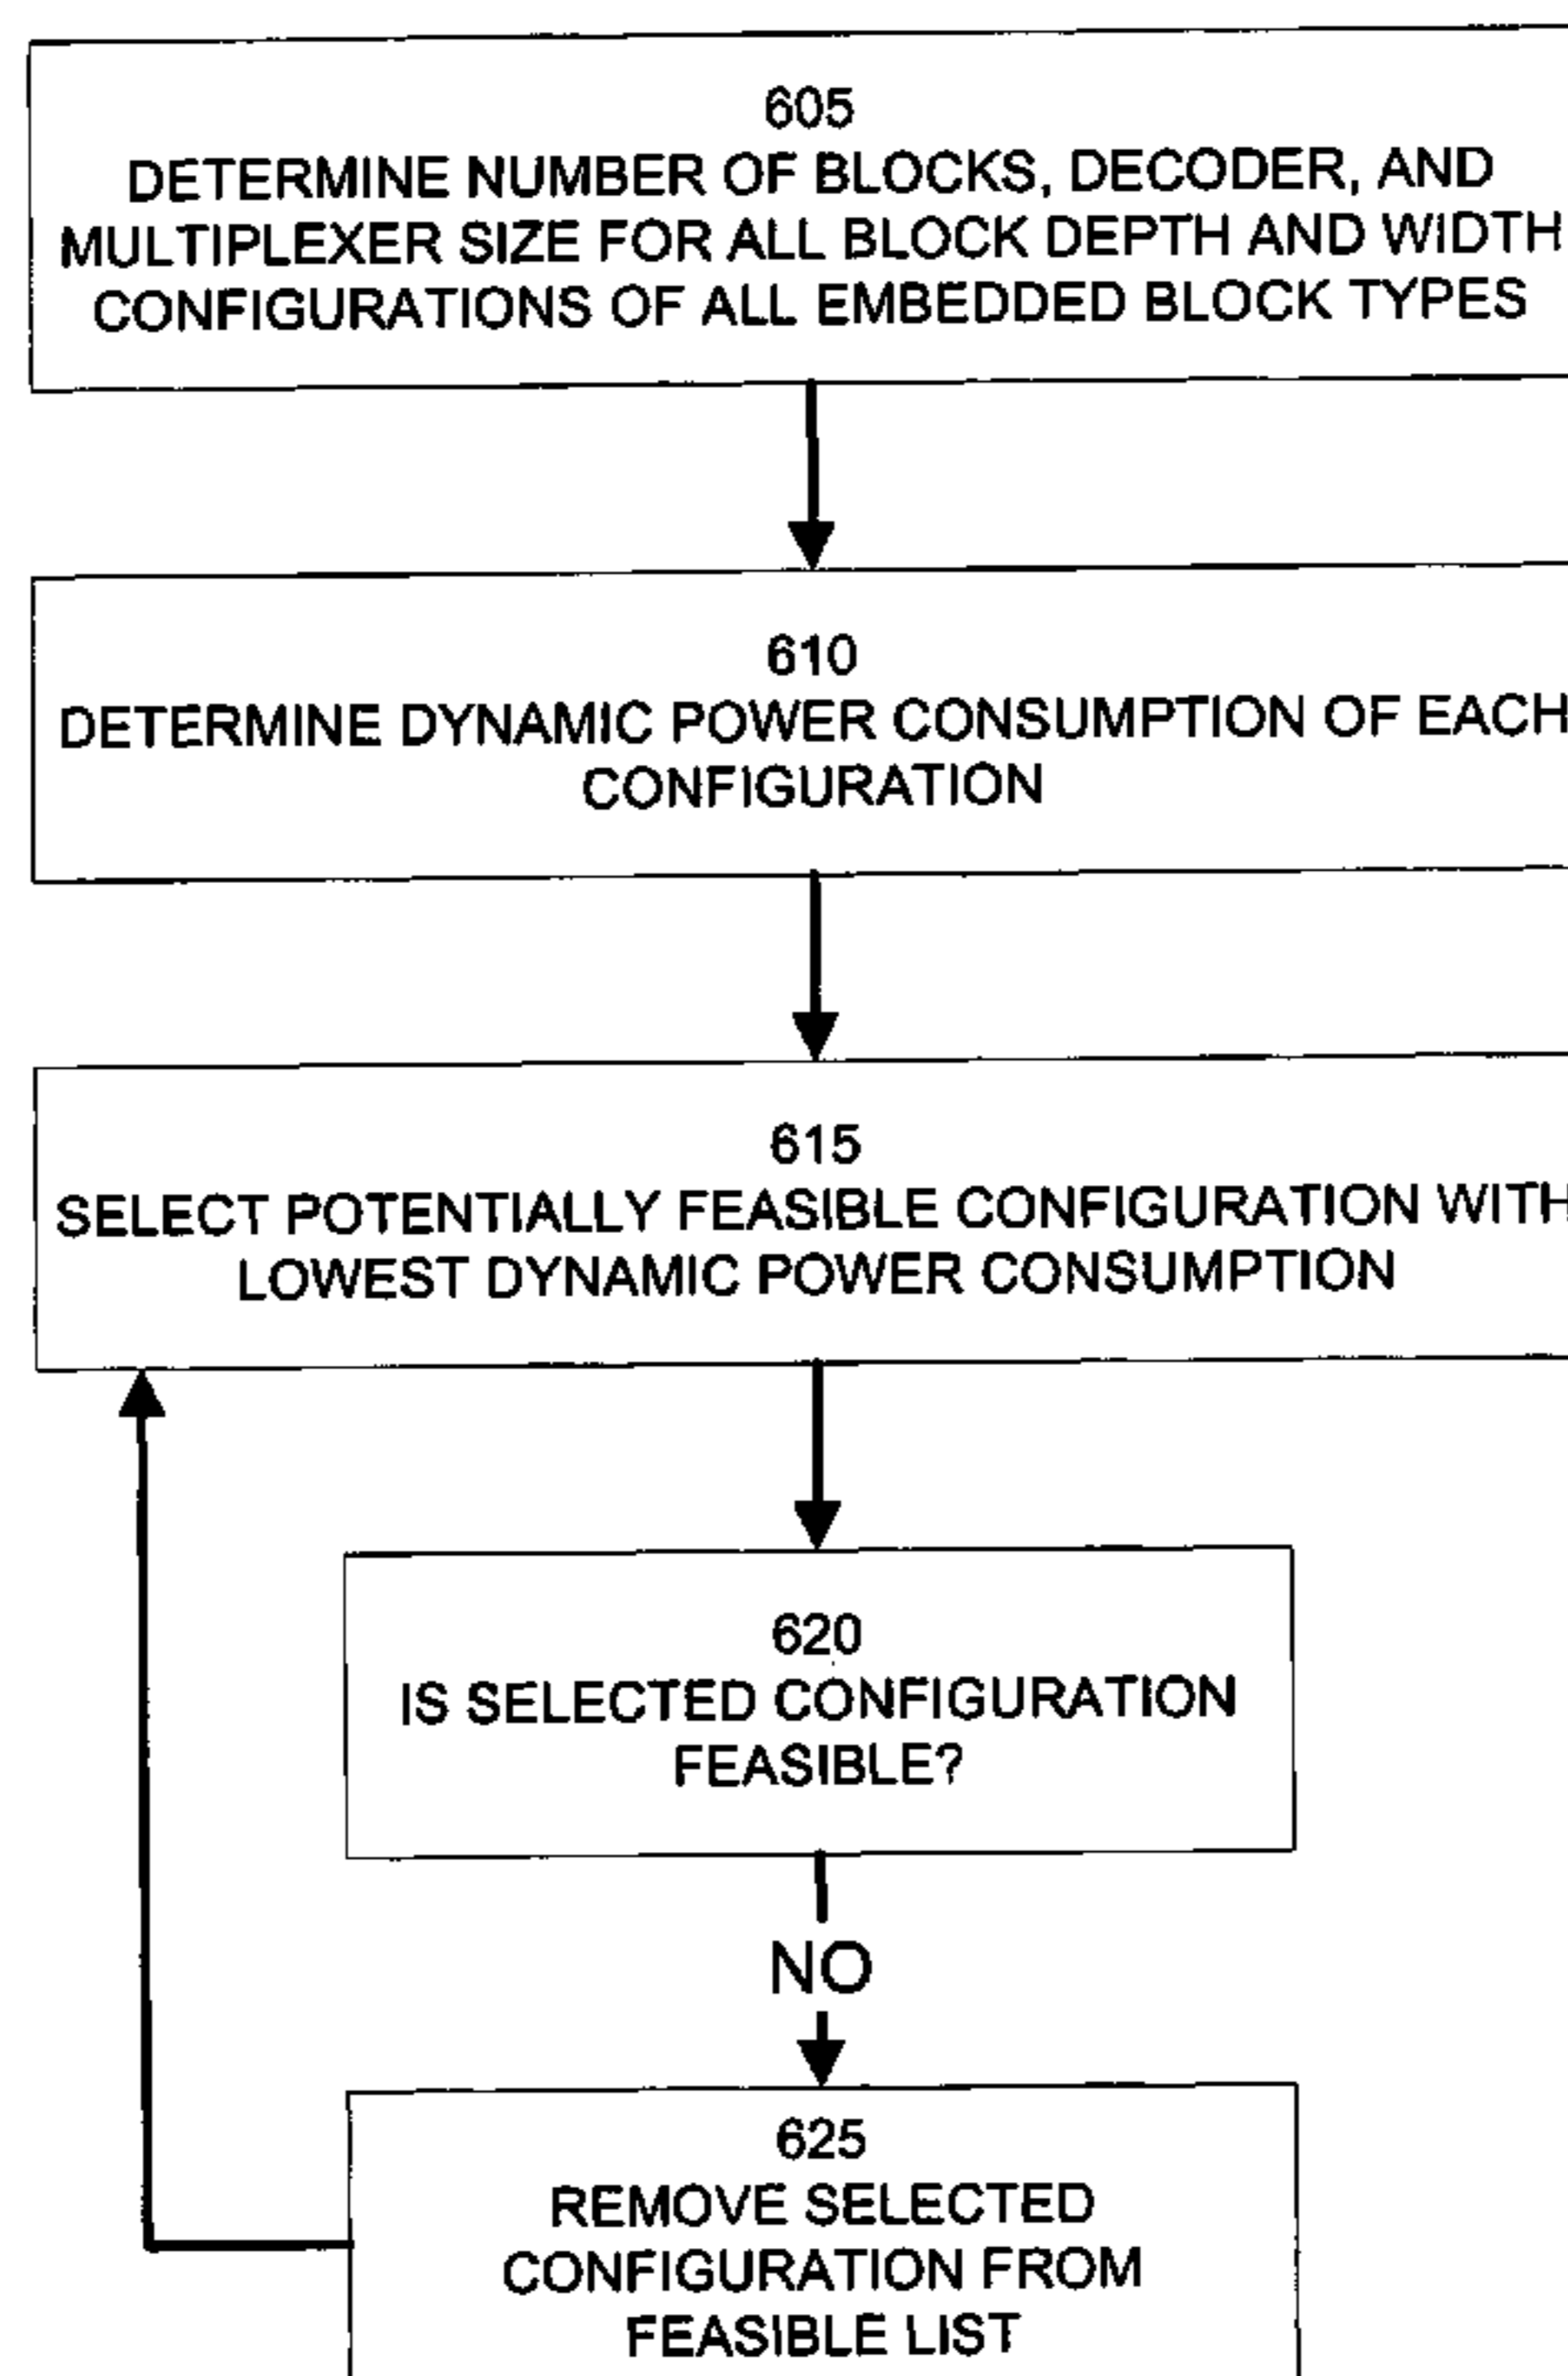 605
DETERMINE NUMBER OF BLOCKS, DECODER, AND
MULTIPLEXER SIZE FOR ALL BLOCK DEPTH AND WIDTH
CONFIGURATIONS OF ALL EMBEDDED BLOCK TYPES
610
DETERMINE DYNAMIC POWER CONSUMPTION OF EACH
CONFIGURATION
615
SELECT POTENTIALLY FEASIBLE CONFIGURATION WITH
LOWEST DYNAMIC POWER CONSUMPTION
620
IS SELECTED CONFIGURATION
FEASIBLE?
NO
625
REMOVE SELECTED
CONFIGURATION FROM
FEASIBLE LIST